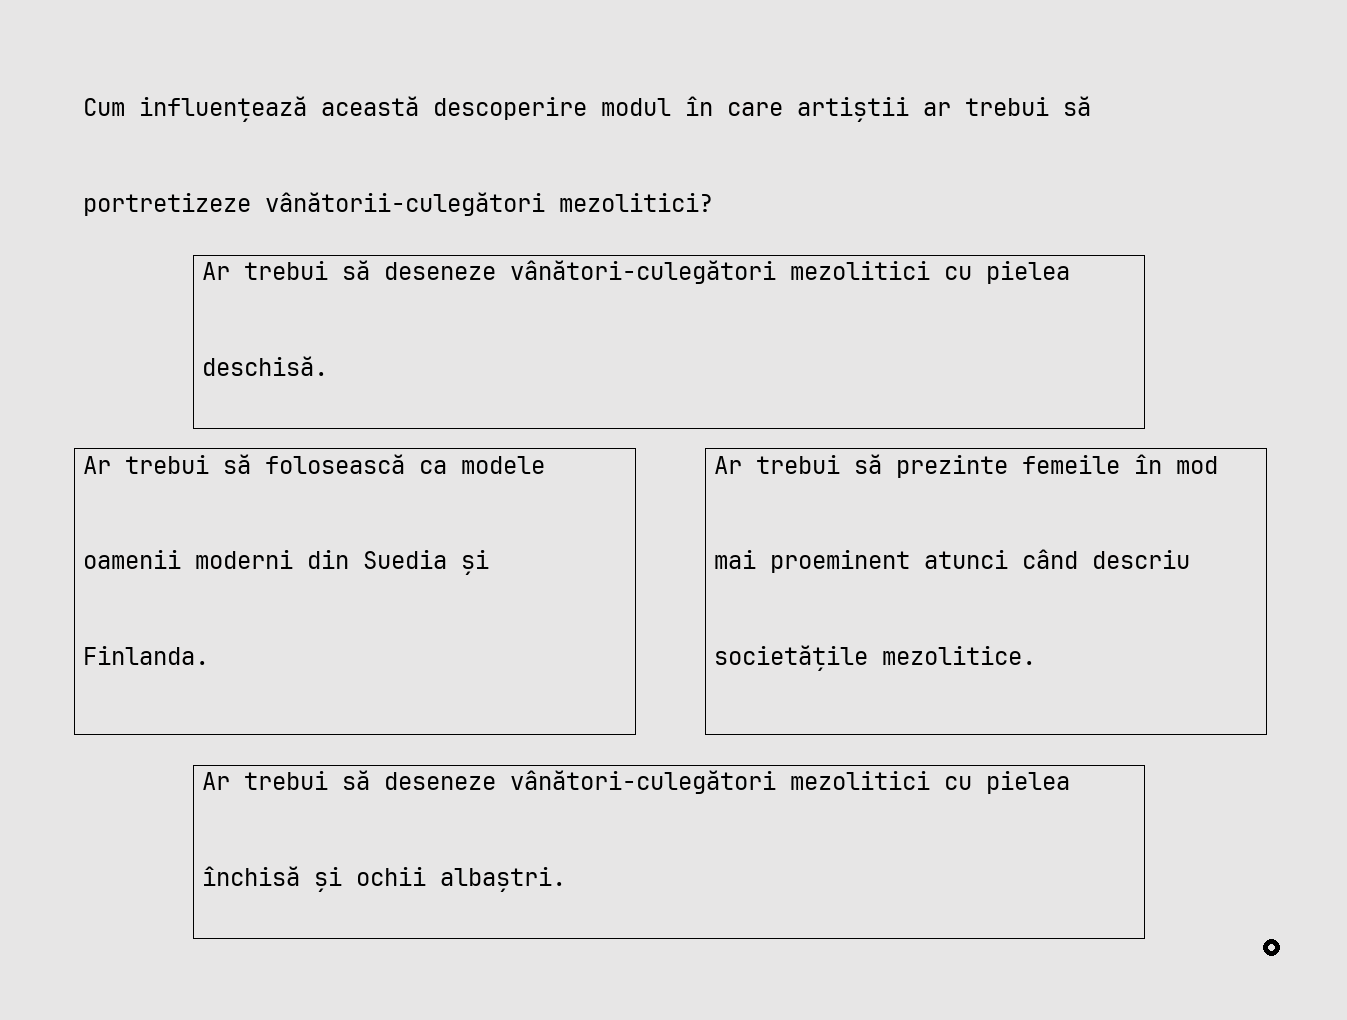 Cum influențează această descoperire modul în care artiștii ar trebui să
portretizeze vânătorii-culegători mezolitici?
Ar trebui să deseneze vânători-culegători mezolitici cu pielea
deschisă.
Ar trebui să folosească ca modele
oamenii moderni din Suedia și
Finlanda.
Ar trebui să prezinte femeile în mod
mai proeminent atunci când descriu
societățile mezolitice.
Ar trebui să deseneze vânători-culegători mezolitici cu pielea
închisă și ochii albaștri.